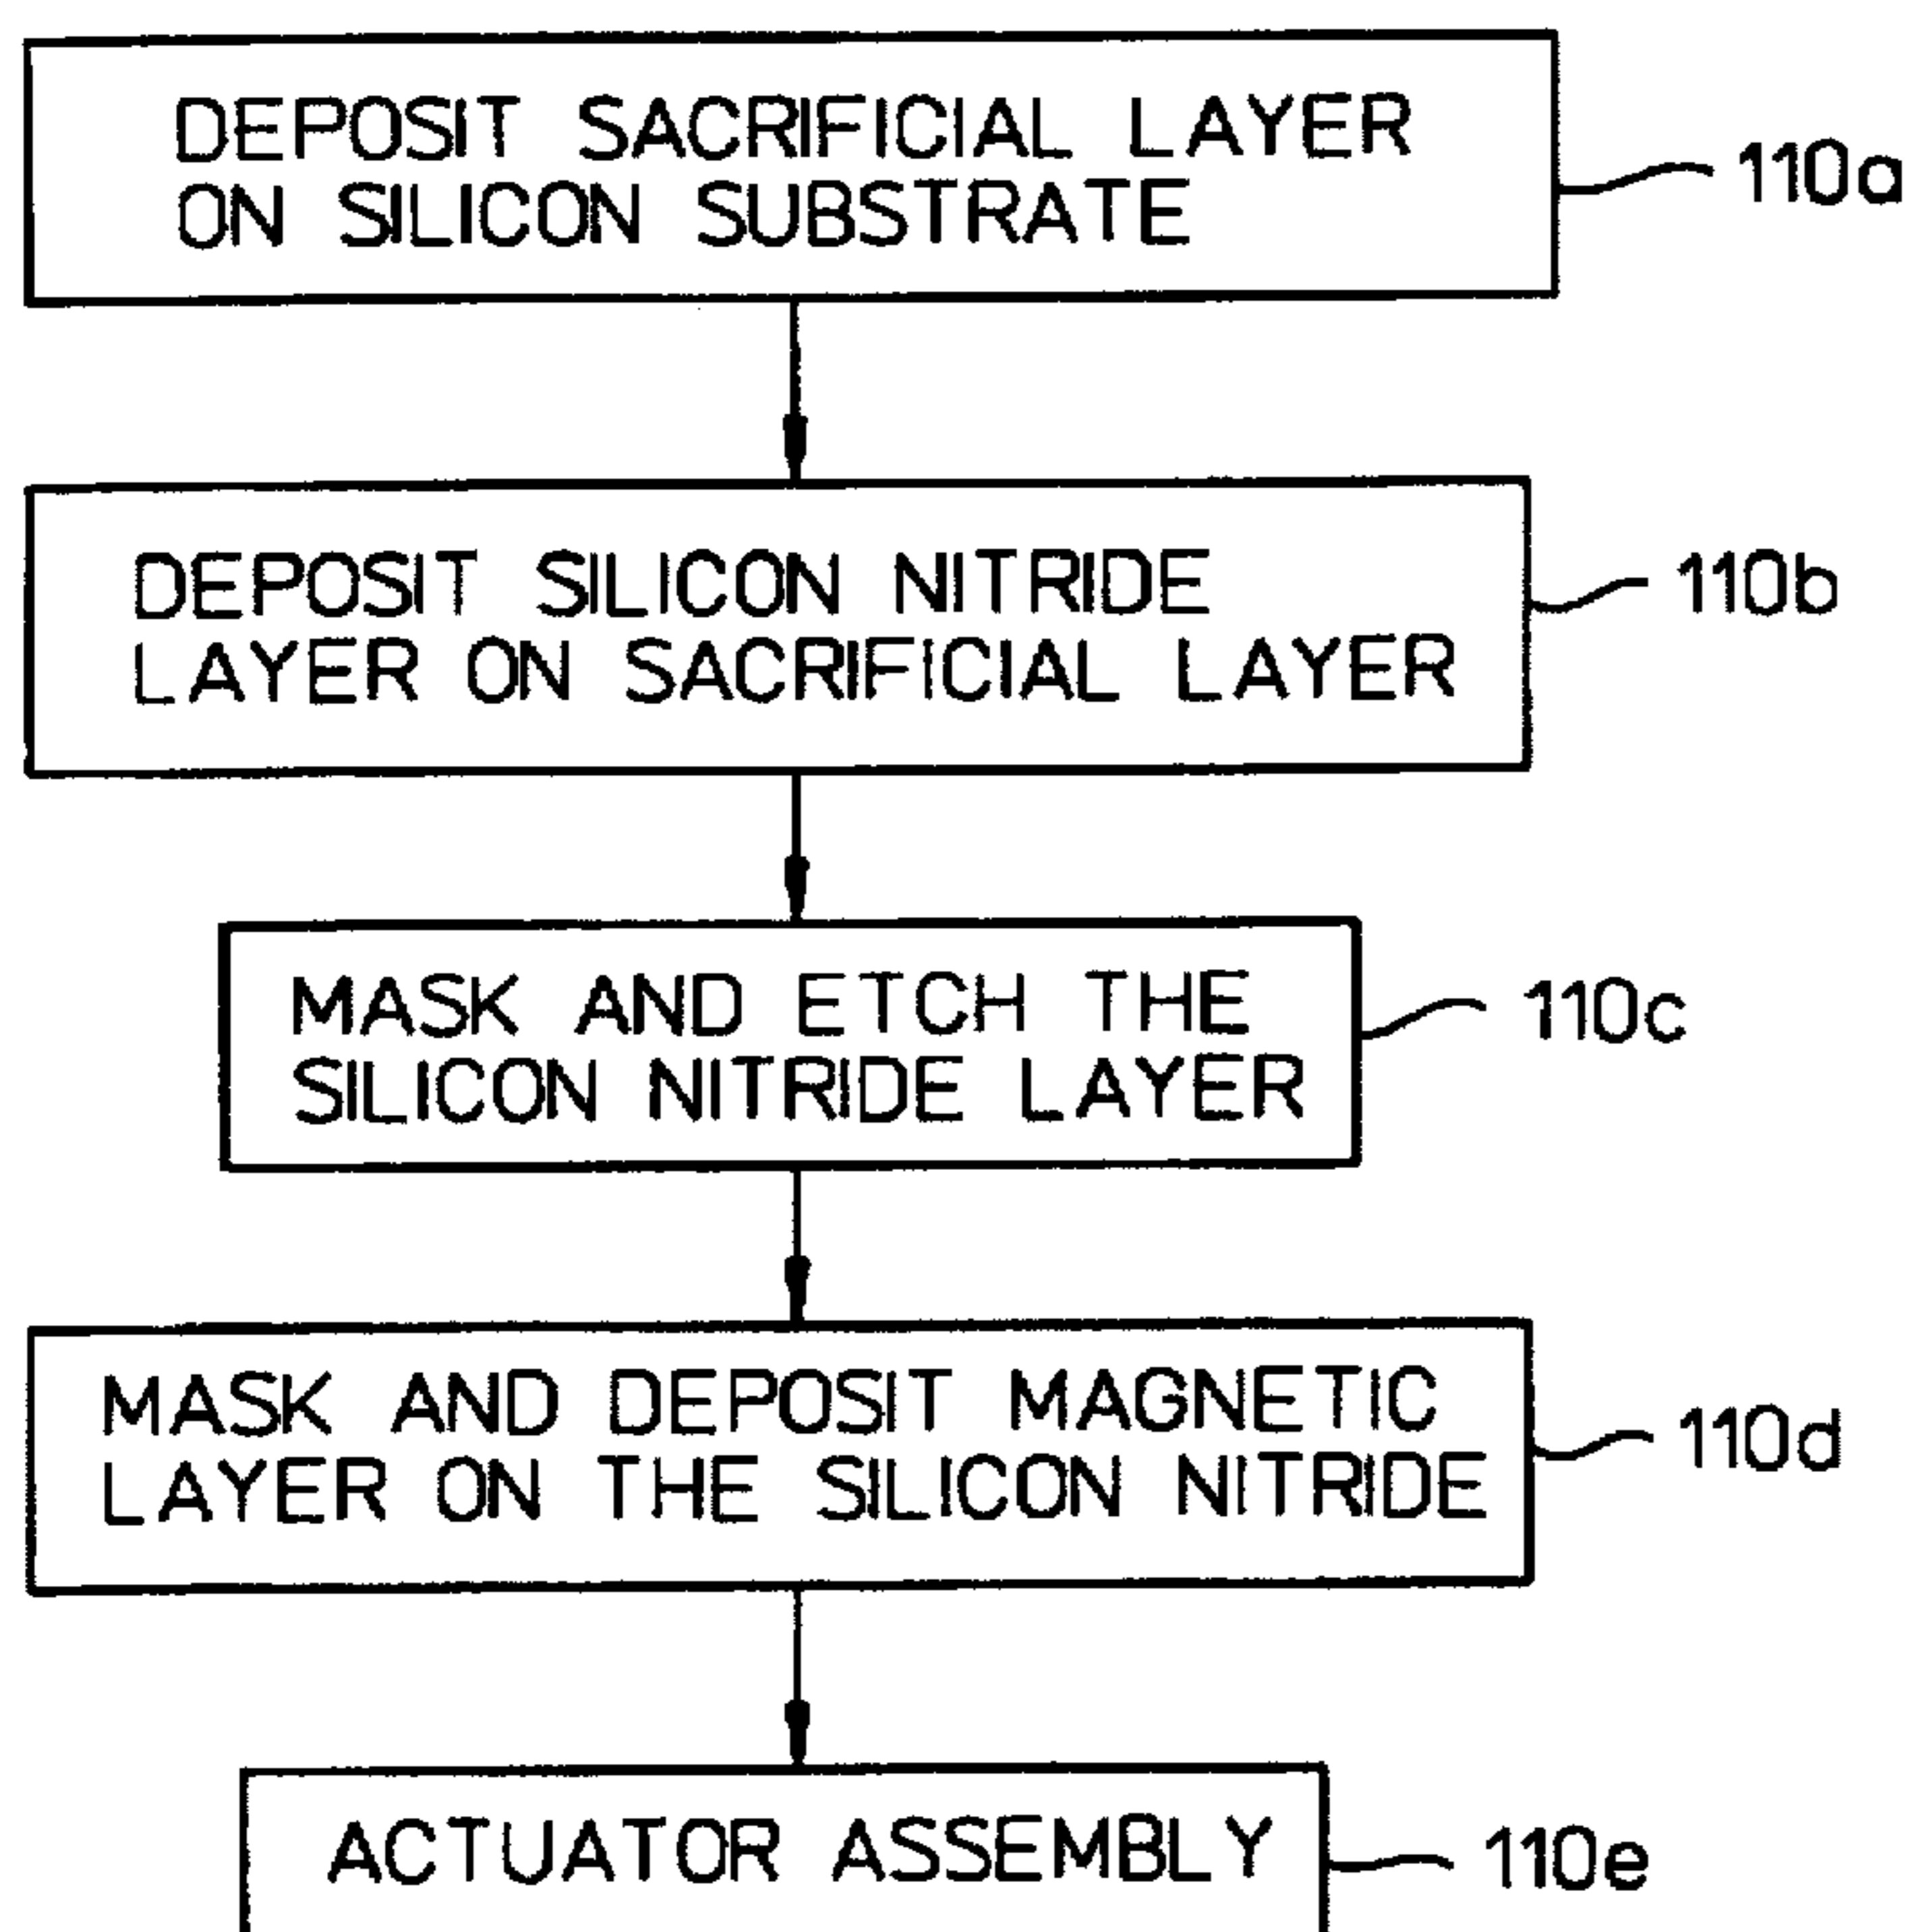 DEPOSIT SACRIFICIAL LAYER
ON SILICON SUBSTRATE
110a
DEPOSIT SILICON NITRIDE
LAYER ON SACRIFICIAL LAYER
110b
MASK AND ETCH THE
SILICON NITRIDE LAYER
110c
MASK AND DEPOSIT MAGNETIC
LAYER ON THE SILICON NITRIDE
110d
ACTUATOR ASSEMBLY
110e